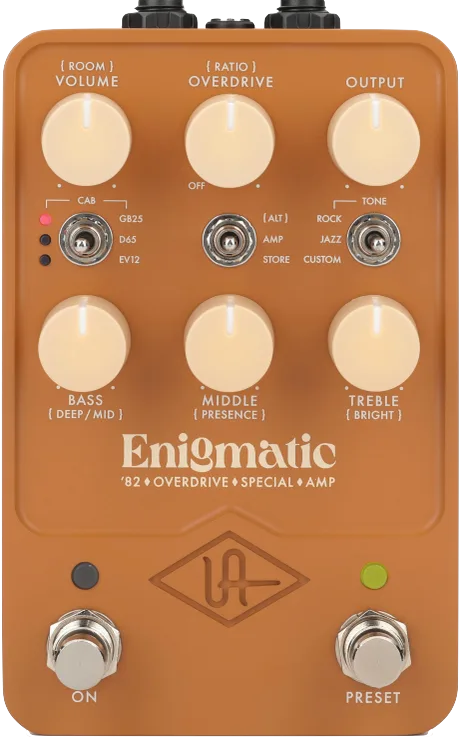 {ROOM} {RATIO}
VOLUME OVERDRIVE OUTPUT
OFF
CAB TONE
GB25 {ALT} ROCK
D65 AMP JAZZ
EV12 STORE CUSTOM
BASS MIDDLE TREBLE
{DEEP/MID} {PRESENCE} {BRIGHT}
Enigmatic
'82♦OVERDRIVE♦SPECIAL♦AMP
UA
ON PRESET